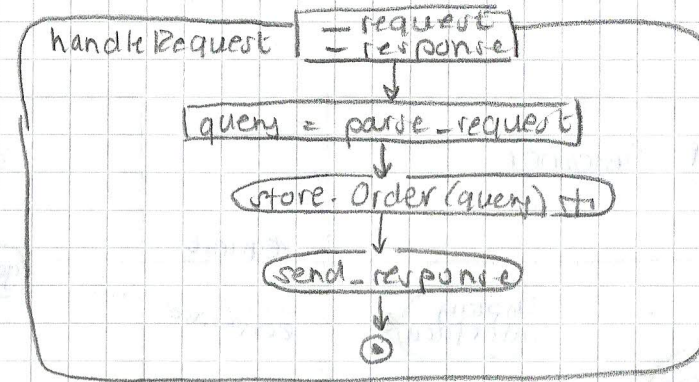 handleRequest
– request
– response
query = parse_request
store.Order(query)
send_response